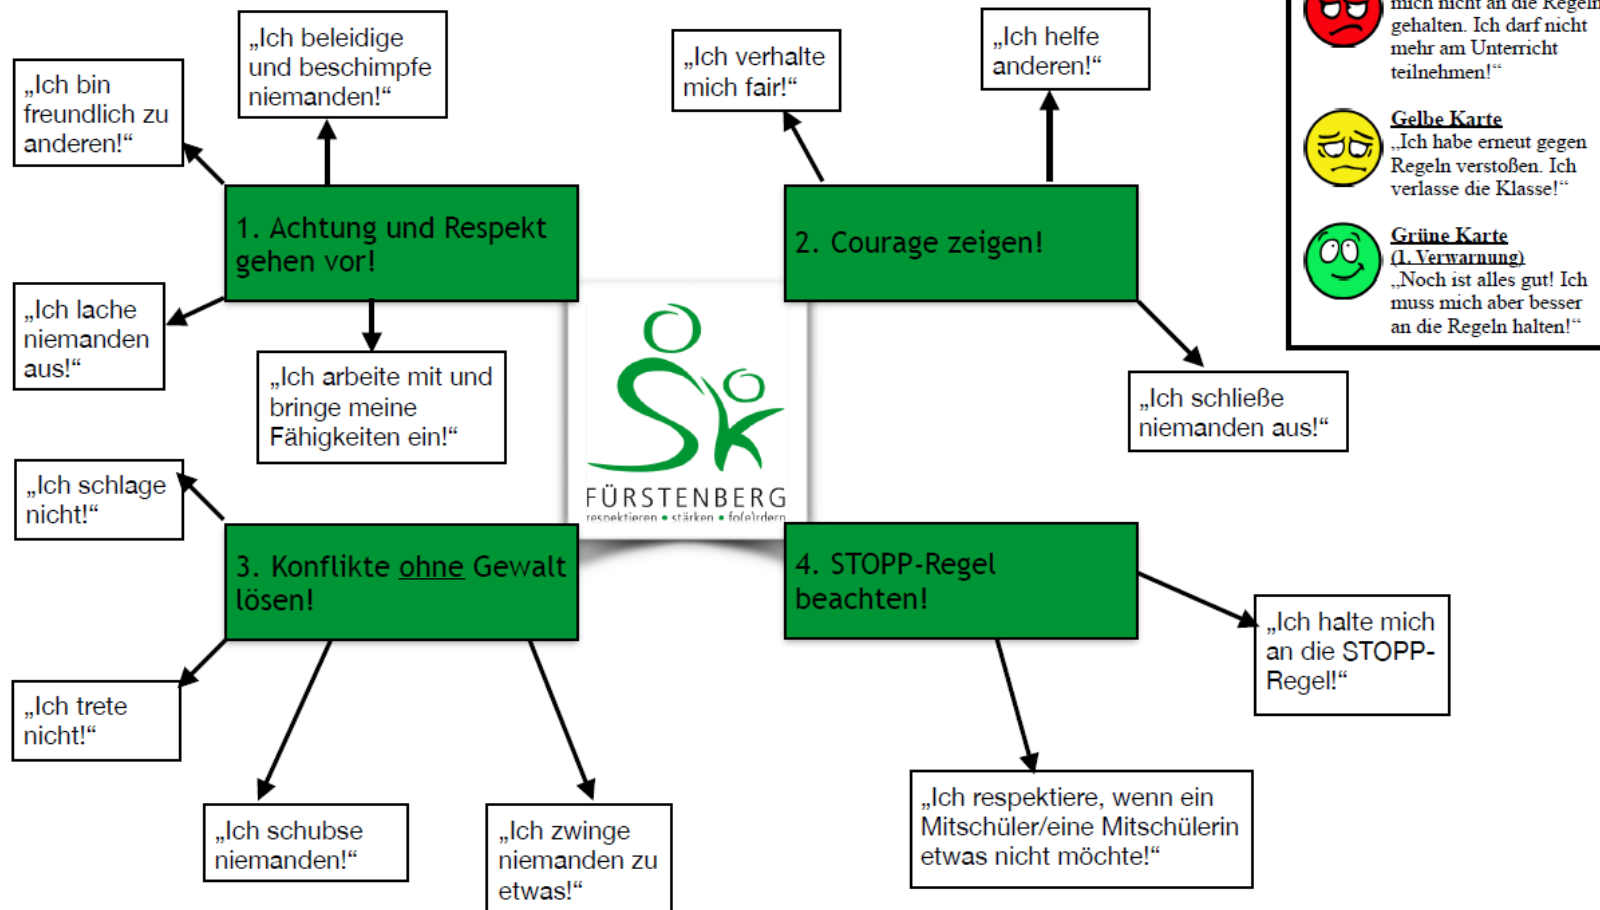 „Ich beleidige
und beschimpfe
niemanden!“
„Ich bin
freundlich zu
anderen!“
1. Achtung und Respekt
gehen vor!
„Ich lache
niemanden
aus!“
„Ich arbeite mit und
bringe meine
Fähigkeiten ein!“
„Ich verhalte
mich fair!“
„Ich helfe
anderen!“
2. Courage zeigen!
„Ich schließe
niemanden aus!“
mich nicht an die Regeln
gehalten. Ich darf nicht
mehr am Unterricht
teilnehmen!“
Gelbe Karte
„Ich habe erneut gegen
Regeln verstoßen. Ich
verlasse die Klasse!“
Grüne Karte
(1. Verwarnung)
„Noch ist alles gut! Ich
muss mich aber besser
an die Regeln halten!“
SK
FÜRSTENBERG
respektieren • stärken • fo(e)rdern
„Ich schlage
nicht!“
3. Konflikte ohne Gewalt
lösen!
„Ich trete
nicht!“
„Ich schubse
niemanden!“
„Ich zwinge
niemanden zu
etwas!“
4. STOPP-Regel
beachten!
„Ich halte mich
an die STOPP-
Regel!“
„Ich respektiere, wenn ein
Mitschüler/eine Mitschülerin
etwas nicht möchte!“